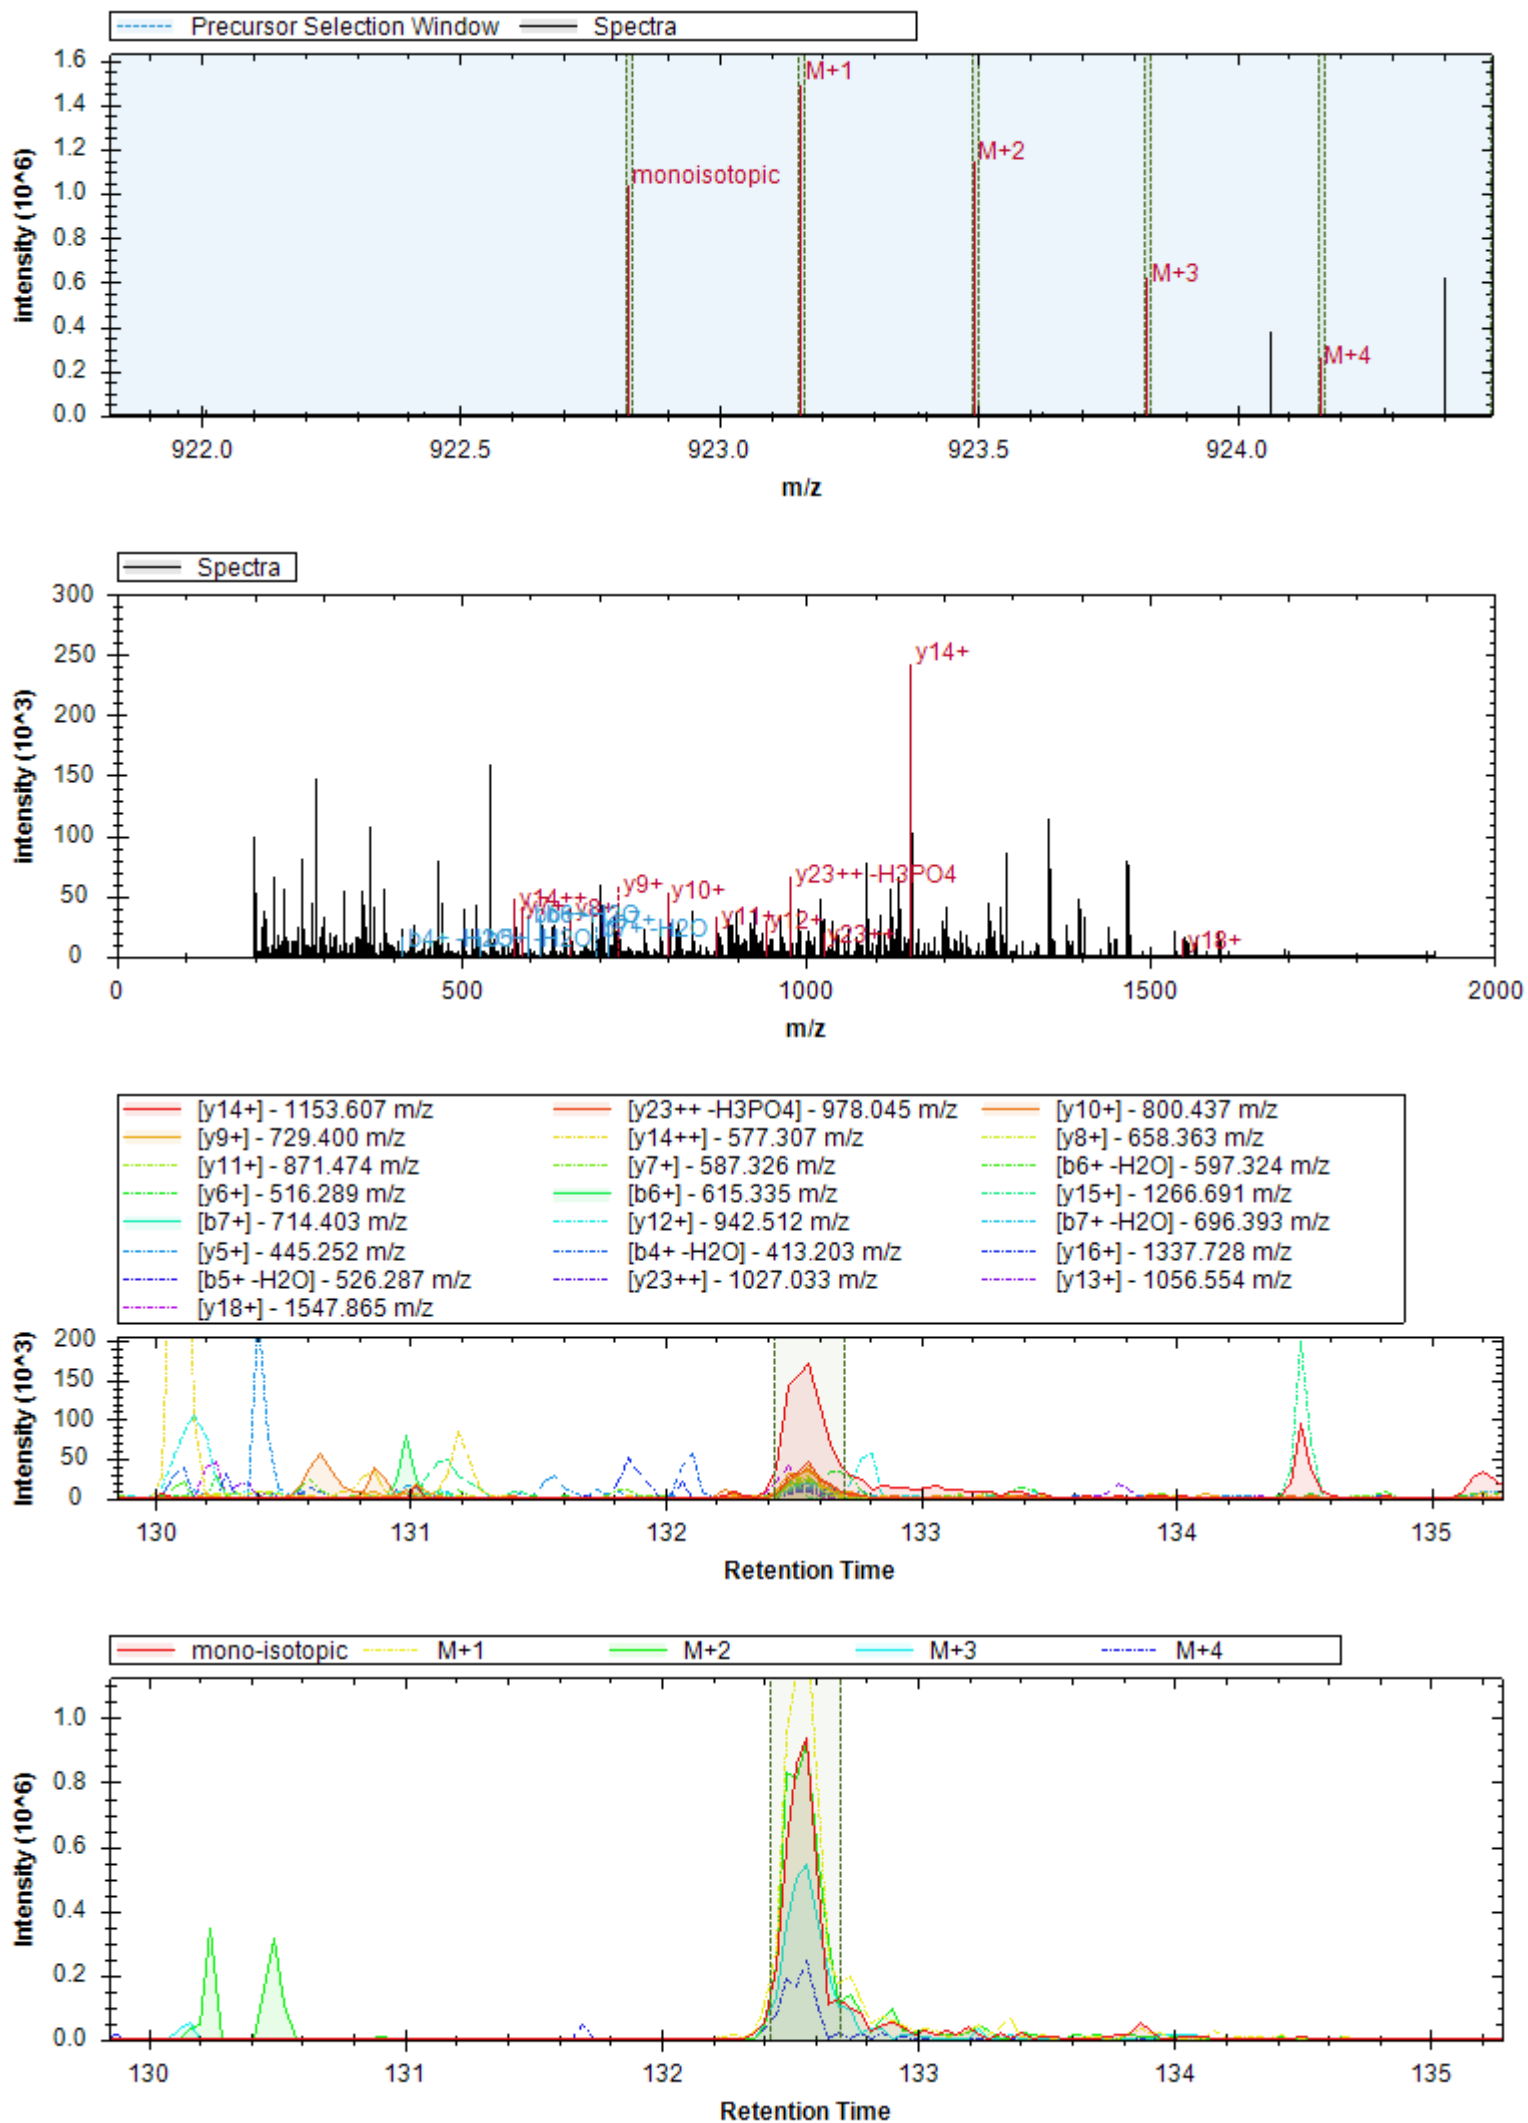 Precursor Selection Window Spectra
1.6
1.4
1.2
1.0
0.8
0.6
0.4
0.2
0.0
intensity (10^6)
monoisotopic
M+1
M+2
M+3
M+4
922.0 922.5 923.0 923.5 924.0
m/z
Spectra
300
250
200
150
100
50
0
intensity (10^3)
y14+
y23++ -H3PO4
y9+
y10+
y14++
y11+
y12+
y23++
y18+
0 500 1000 1500 2000
m/z
[y14+] - 1153.607 m/z [y23++ -H3PO4] - 978.045 m/z [y10+] - 800.437 m/z
[y9+] - 729.400 m/z [y14++] - 577.307 m/z [y8+] - 658.363 m/z
[y11+] - 871.474 m/z [y7+] - 587.326 m/z [b6+ -H2O] - 597.324 m/z
[y6+] - 516.289 m/z [b6+] - 615.335 m/z [y15+] - 1266.691 m/z
[b7+] - 714.403 m/z [y12+] - 942.512 m/z [b7+ -H2O] - 696.393 m/z
[y5+] - 445.252 m/z [b4+ -H2O] - 413.203 m/z [y16+] - 1337.728 m/z
[b5+ -H2O] - 526.287 m/z [y23++] - 1027.033 m/z [y13+] - 1056.554 m/z
[y18+] - 1547.865 m/z
200
150
100
50
0
Intensity (10^3)
130 131 132 133 134 135
Retention Time
mono-isotopic M+1 M+2 M+3 M+4
1.0
0.8
0.6
0.4
0.2
0.0
Intensity (10^6)
130 131 132 133 134 135
Retention Time